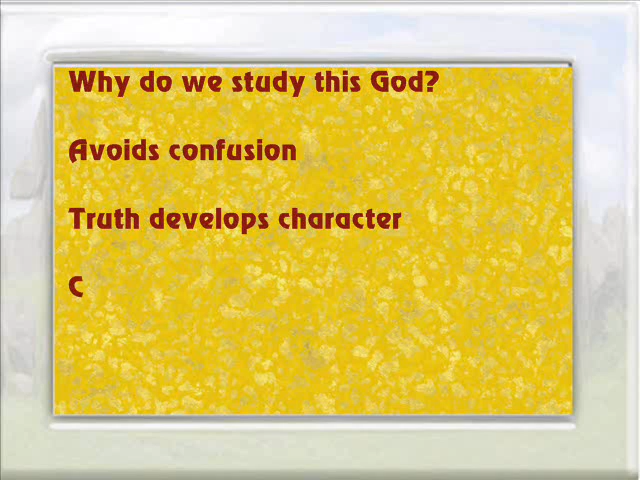 Why do we study this God?
Avoids confusion
Truth develops character
C